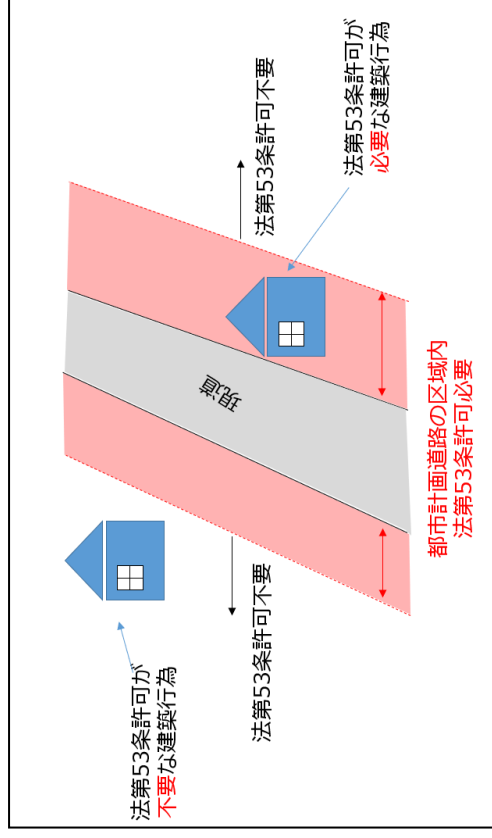 法第53条許可が
不要な建築行為
法第53条許可不要
現道
法第53条許可不要
法第53条許可が
必要な建築行為
都市計画道路の区域内
法第53条許可必要